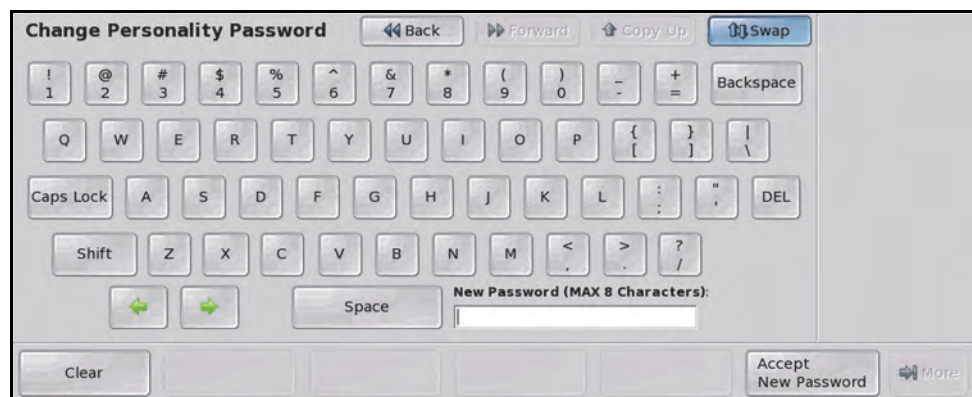 Change Personality Password Back Forward Copy Up Swap
! @ # $ % ^ & * ( ) _ +
1 2 3 4 5 6 7 8 9 0 - = Backspace
Q W E R T Y U I O P { } |
[ ] \
Caps Lock A S D F G H J K L : " DEL
; '
Shift Z X C V B N M < > ?
, . /
Space New Password (MAX 8 Characters):
Clear Accept
New Password More